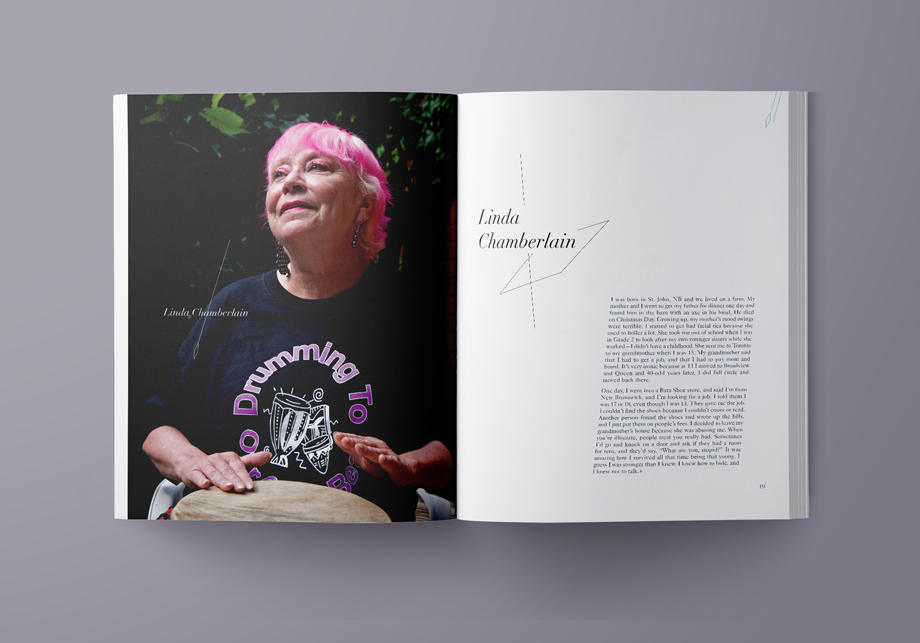 Linda Chamberlain
Drumming To
Linda
Chamberlain
I was born in St. John, NB and we lived on a farm. My
mother and I went to get my father for dinner one day and
found him in the barn with an axe in his head. He died
on Christmas Day. Growing up, my mother's mood swings
were terrible. I started to get bad facial tics because she
used to holler a lot. She took me out of school when I was
in Grade 2 to look after my two younger sisters while she
worked – I didn't have a childhood. She sent me to Toronto
to my grandmother when I was 13. My grandmother said
that I had to get a job, and that I had to pay room and
board. It's very ironic because at 13 I moved to Broadview
and Queen and 40-odd years later, I did full circle and
moved back there.
One day, I went into a Bata Shoe store, and said I'm from
New Brunswick, and I'm looking for a job. I told them I
was 17 or 18, even though I was 13. They gave me the job.
I couldn't find the shoes because I couldn't count or read.
Another person found the shoes and wrote up the bills,
and I just put them on people's feet. I decided to leave my
grandmother's house because she was abusing me. When
you're illiterate, people treat you really bad. Sometimes
I'd go and knock on a door and ask if they had a room
for rent, and they'd say, "What are you, stupid?" It was
amazing how I survived all that time being that young. I
guess I was stronger than I knew. I knew how to hide, and
I knew not to talk.
19